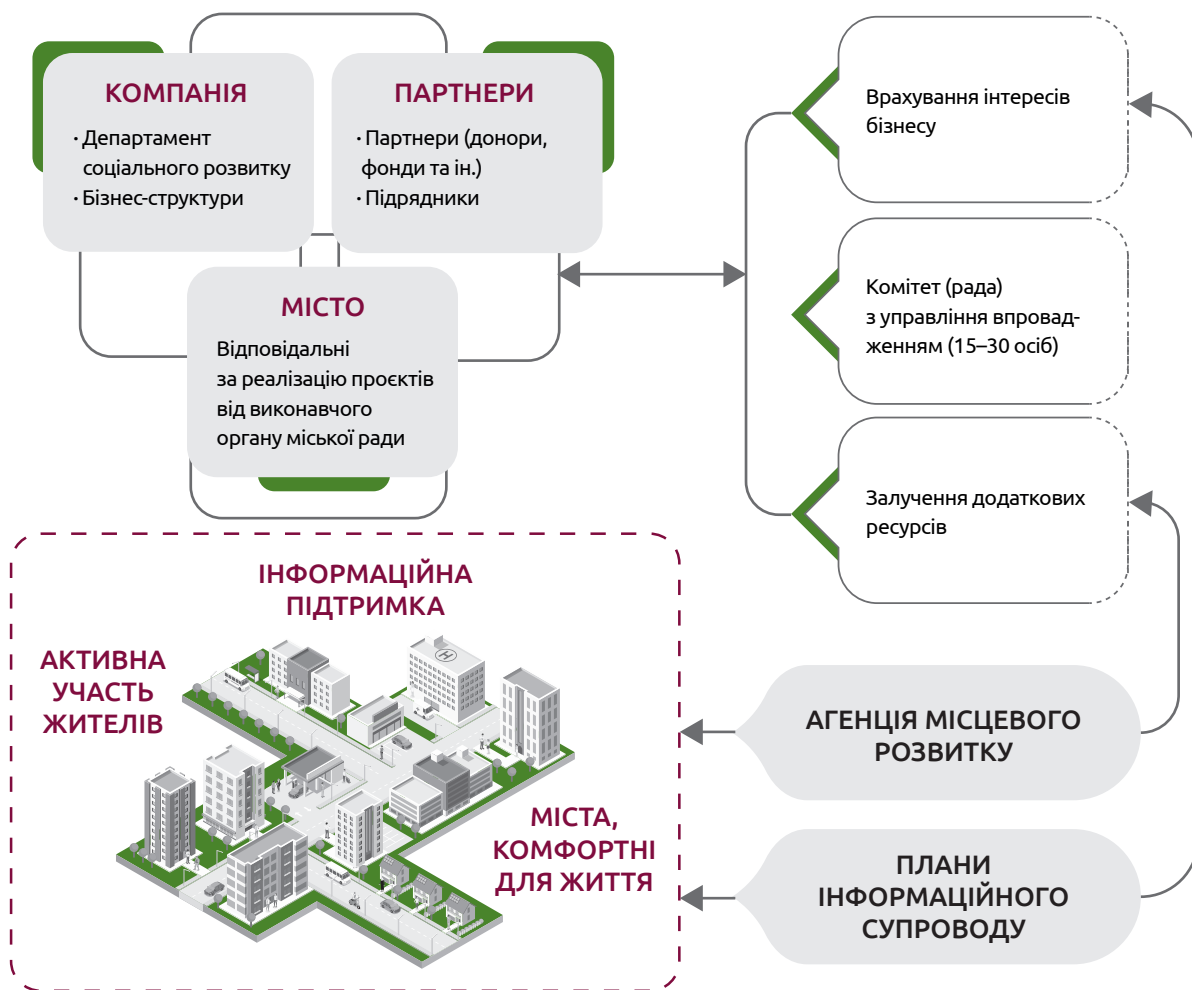 КОМПАНІЯ
· Департамент
соціального розвитку
· Бізнес-структури
ПАРТНЕРИ
· Партнери (донори,
фонди та ін.)
· Підрядники
МІСТО
Відповідальні
за реалізацію проєктів
від виконавчого
органу міської ради
Врахування інтересів
бізнесу
Комітет (рада)
з управління впровад-
женням (15–30 осіб)
Залучення додаткових
ресурсів
ІНФОРМАЦІЙНА
ПІДТРИМКА
АКТИВНА
УЧАСТЬ
ЖИТЕЛІВ
МІСТА,
КОМФОРТНІ
ДЛЯ ЖИТТЯ
H
АГЕНЦІЯ МІСЦЕВОГО
РОЗВИТКУ
ПЛАНИ
ІНФОРМАЦІЙНОГО
СУПРОВОДУ